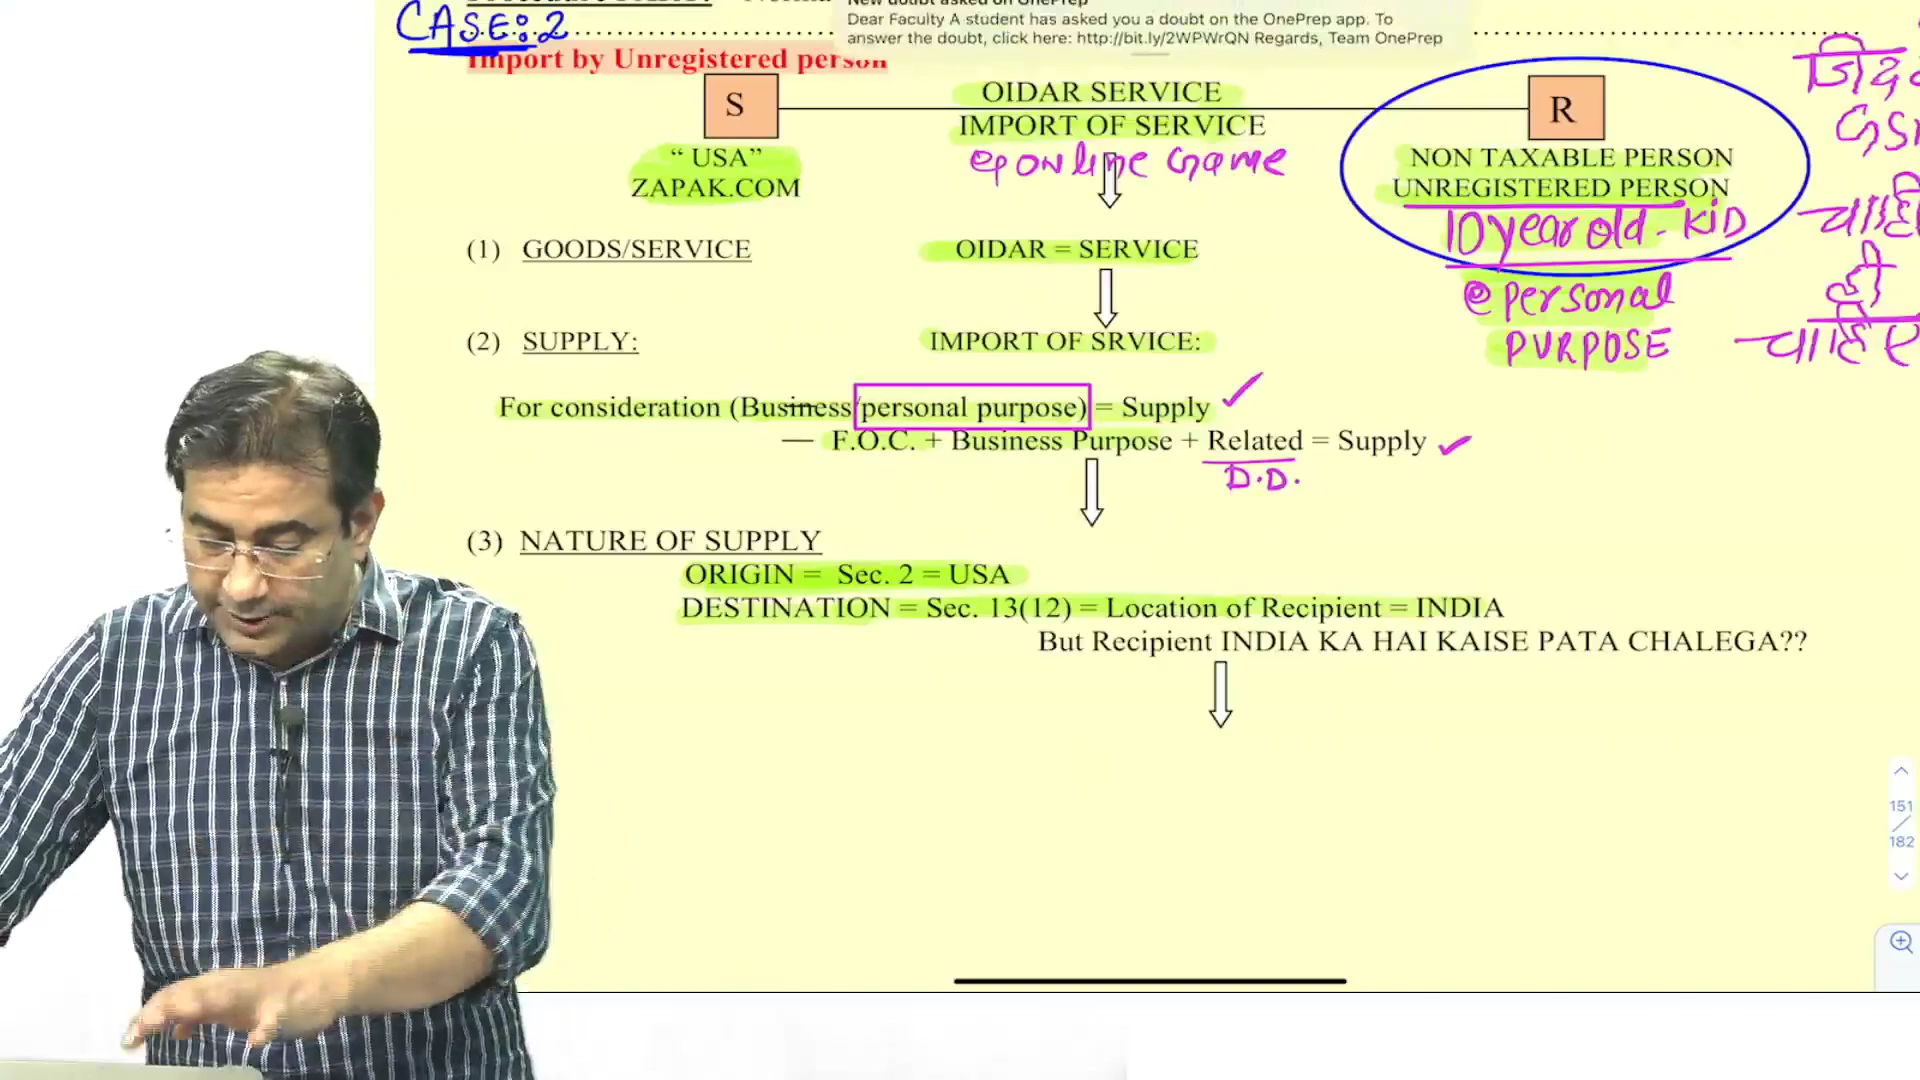 New doubt asked on OnePrep
Dear Faculty A student has asked you a doubt on the OnePrep app. To
answer the doubt, click here: http://bit.ly/2WPWrQN Regards, Team OnePrep
CASE:2
Import by Unregistered person
S
OIDAR SERVICE
IMPORT OF SERVICE
R
" USA"
ZAPAK.COM
@ online Game
NON TAXABLE PERSON
UNREGISTERED PERSON
10 year old - KID
@ personal
PURPOSE
चाहिए
ही
(1) GOODS/SERVICE
OIDAR = SERVICE
(2) SUPPLY:
IMPORT OF SRVICE:
For consideration (Business/personal purpose) = Supply ✓
— F.O.C. + Business Purpose + Related = Supply ✓
D.D.
(3) NATURE OF SUPPLY
ORIGIN = Sec. 2 = USA
DESTINATION = Sec. 13(12) = Location of Recipient = INDIA
But Recipient INDIA KA HAI KAISE PATA CHALEGA??
151
182